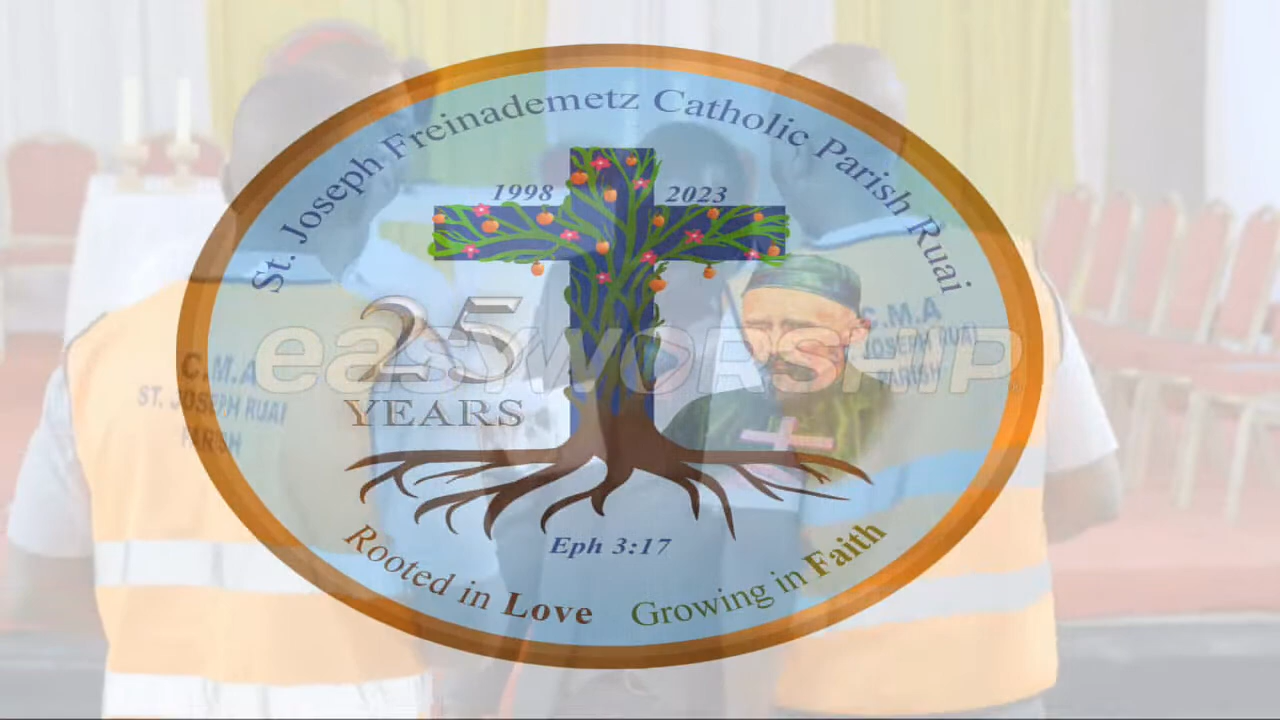 St. Joseph Freinademetz Catholic Parish Ruai
1998 2023
25
YEARS
easyworship
C.M.A
ST. JOSEPH RUAI
PARISH
C.M.A
JOSEPH RUAI
PARISH
Eph 3:17
Rooted in Love Growing in Faith